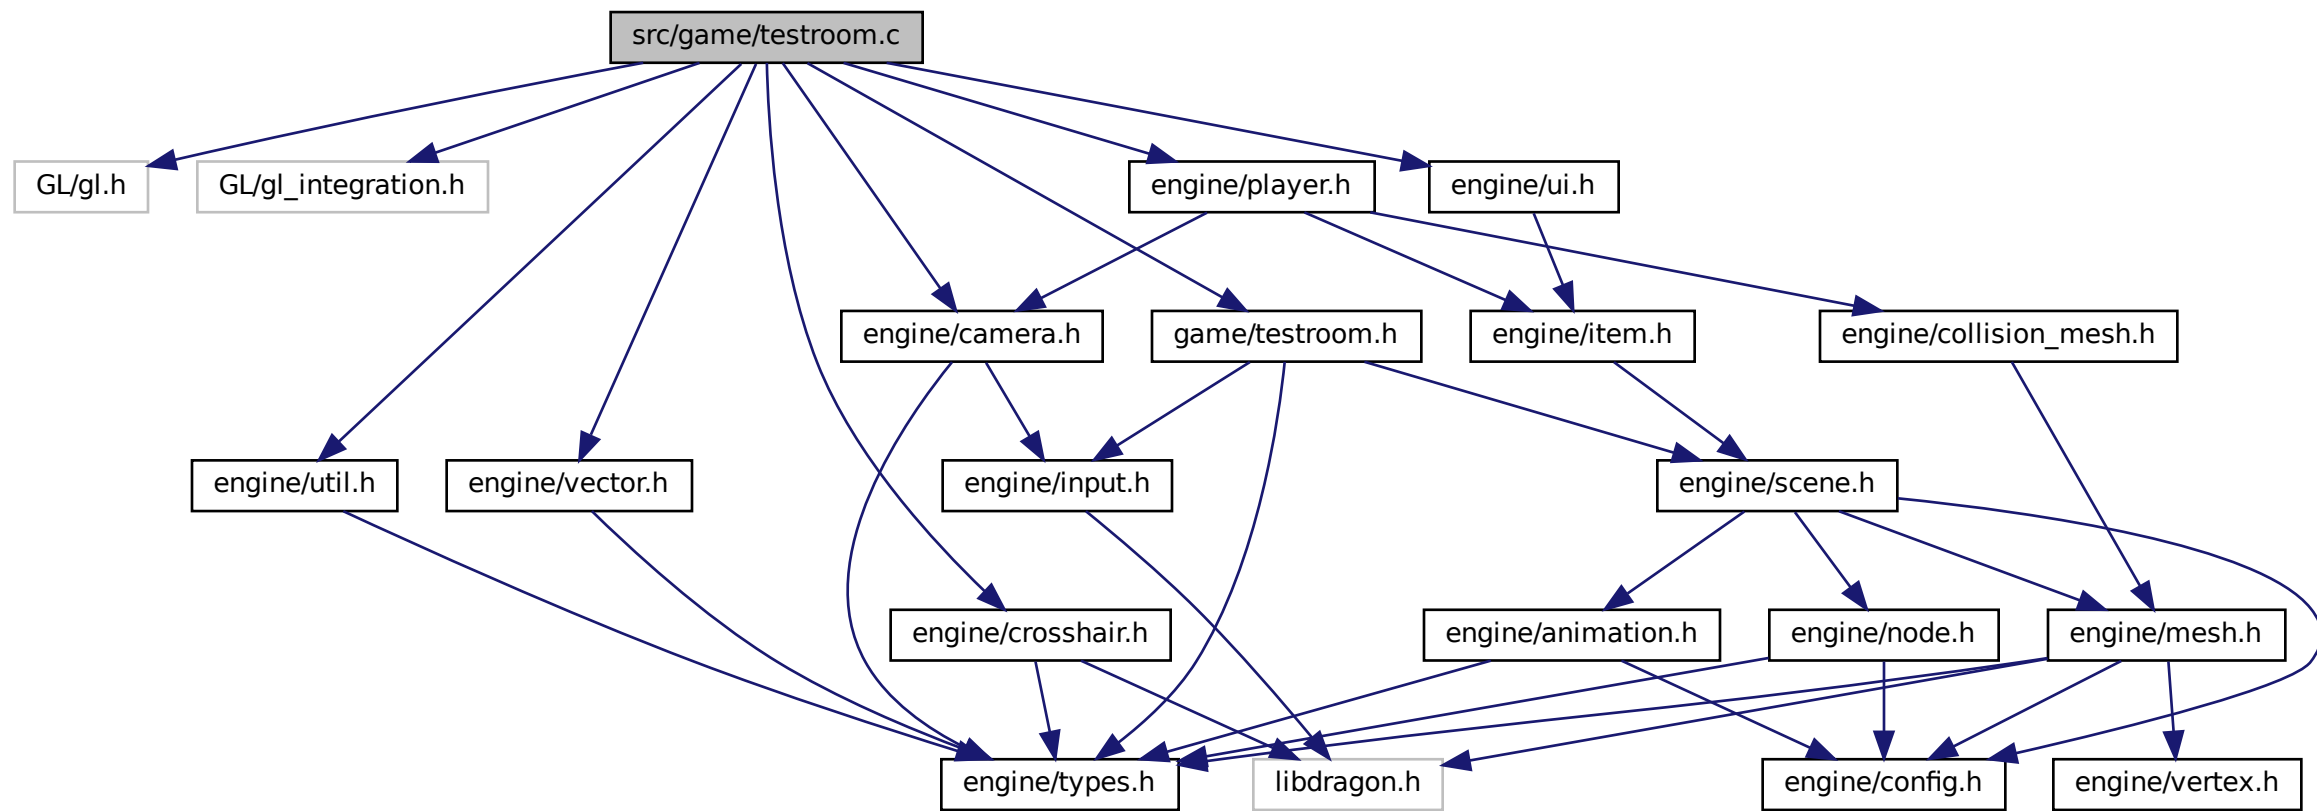 src/game/testroom.c
GL/gl.h
GL/gl_integration.h
engine/player.h
engine/ui.h
engine/camera.h
game/testroom.h
engine/item.h
engine/collision_mesh.h
engine/util.h
engine/vector.h
engine/input.h
engine/scene.h
engine/crosshair.h
engine/animation.h
engine/node.h
engine/mesh.h
engine/types.h
libdragon.h
engine/config.h
engine/vertex.h